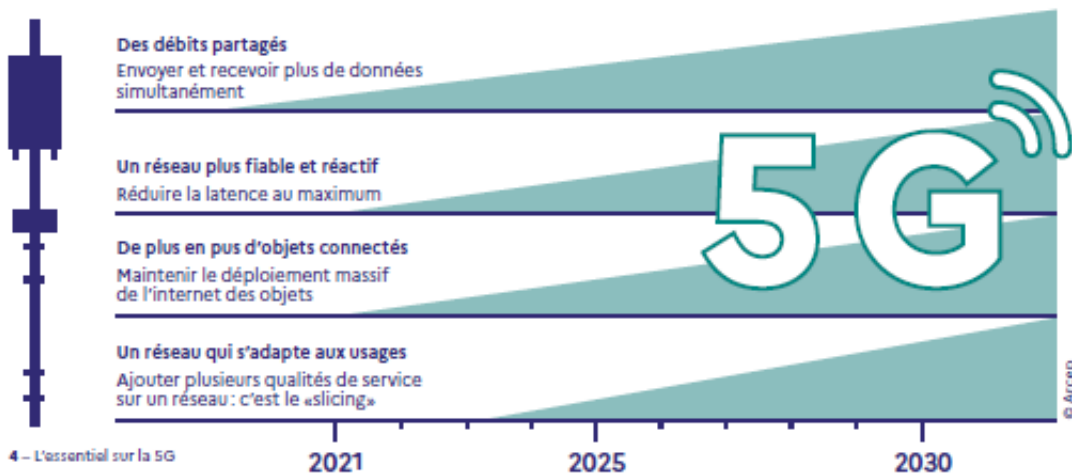 Des débits partagés
Envoyer et recevoir plus de données
simultanément
Un réseau plus fiable et réactif
Réduire la latence au maximum
De plus en pus d'objets connectés
Maintenir le déploiement massif
de l'internet des objets
Un réseau qui s'adapte aux usages
Ajouter plusieurs qualités de service
sur un réseau : c'est le «slicing»
5G
© Arcep
4 – L'essentiel sur la 5G
2021
2025
2030